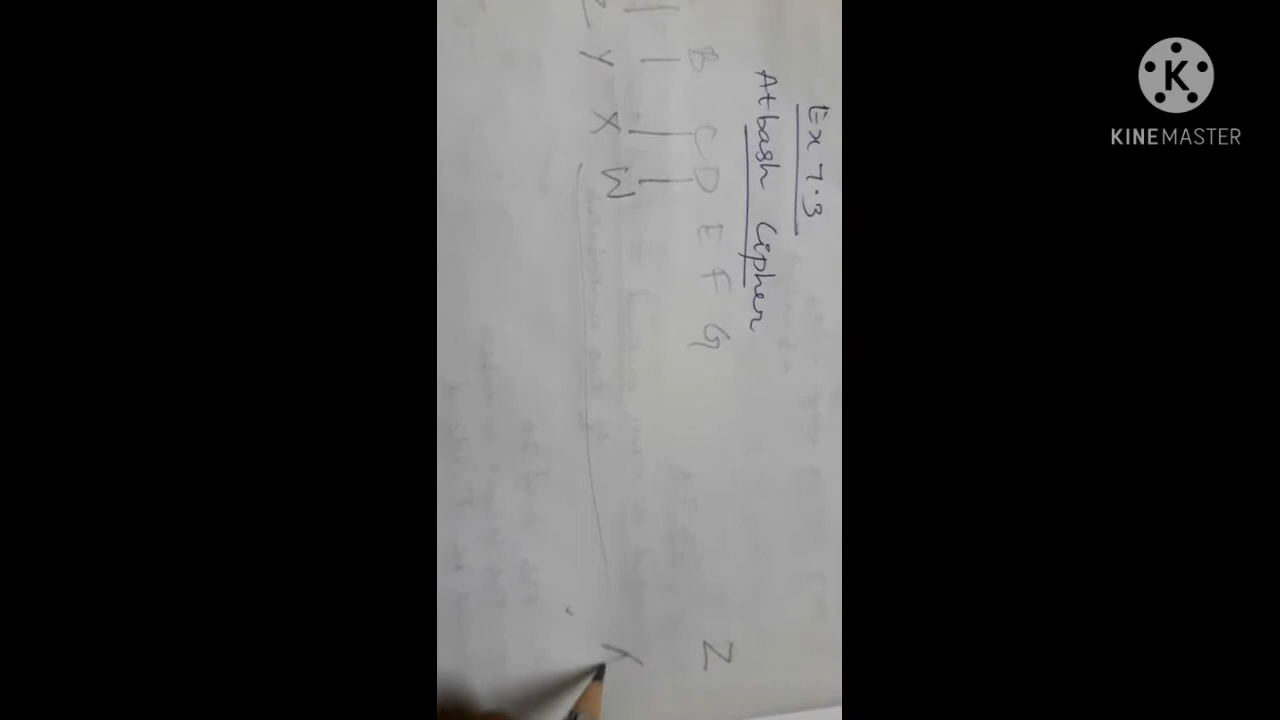 Ex 7.3
Atbash Cipher
B C D E F G Z
Z Y X W
KINEMASTER